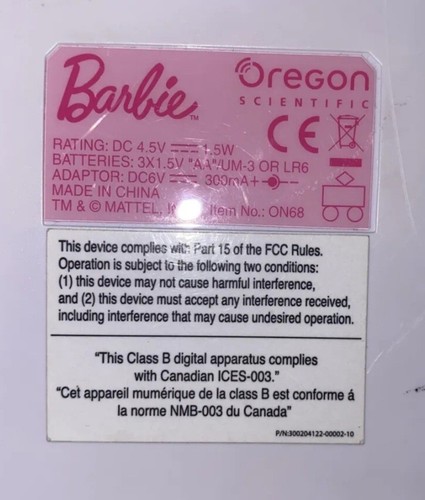 Barbie™
Oregon
SCIENTIFIC
CE
RATING: DC 4.5V 1.5W
BATTERIES: 3X1.5V "AA"/UM-3 OR LR6
ADAPTOR: DC6V 300mA + -
MADE IN CHINA
TM & © MATTEL, Item No.: ON68
This device complies with Part 15 of the FCC Rules.
Operation is subject to the following two conditions:
(1) this device may not cause harmful interference,
and (2) this device must accept any interference received,
including interference that may cause undesired operation.
"This Class B digital apparatus complies
with Canadian ICES-003."
"Cet appareil mumérique de la class B est conforme á
la norme NMB-003 du Canada"
P/N:300204122-00002-10